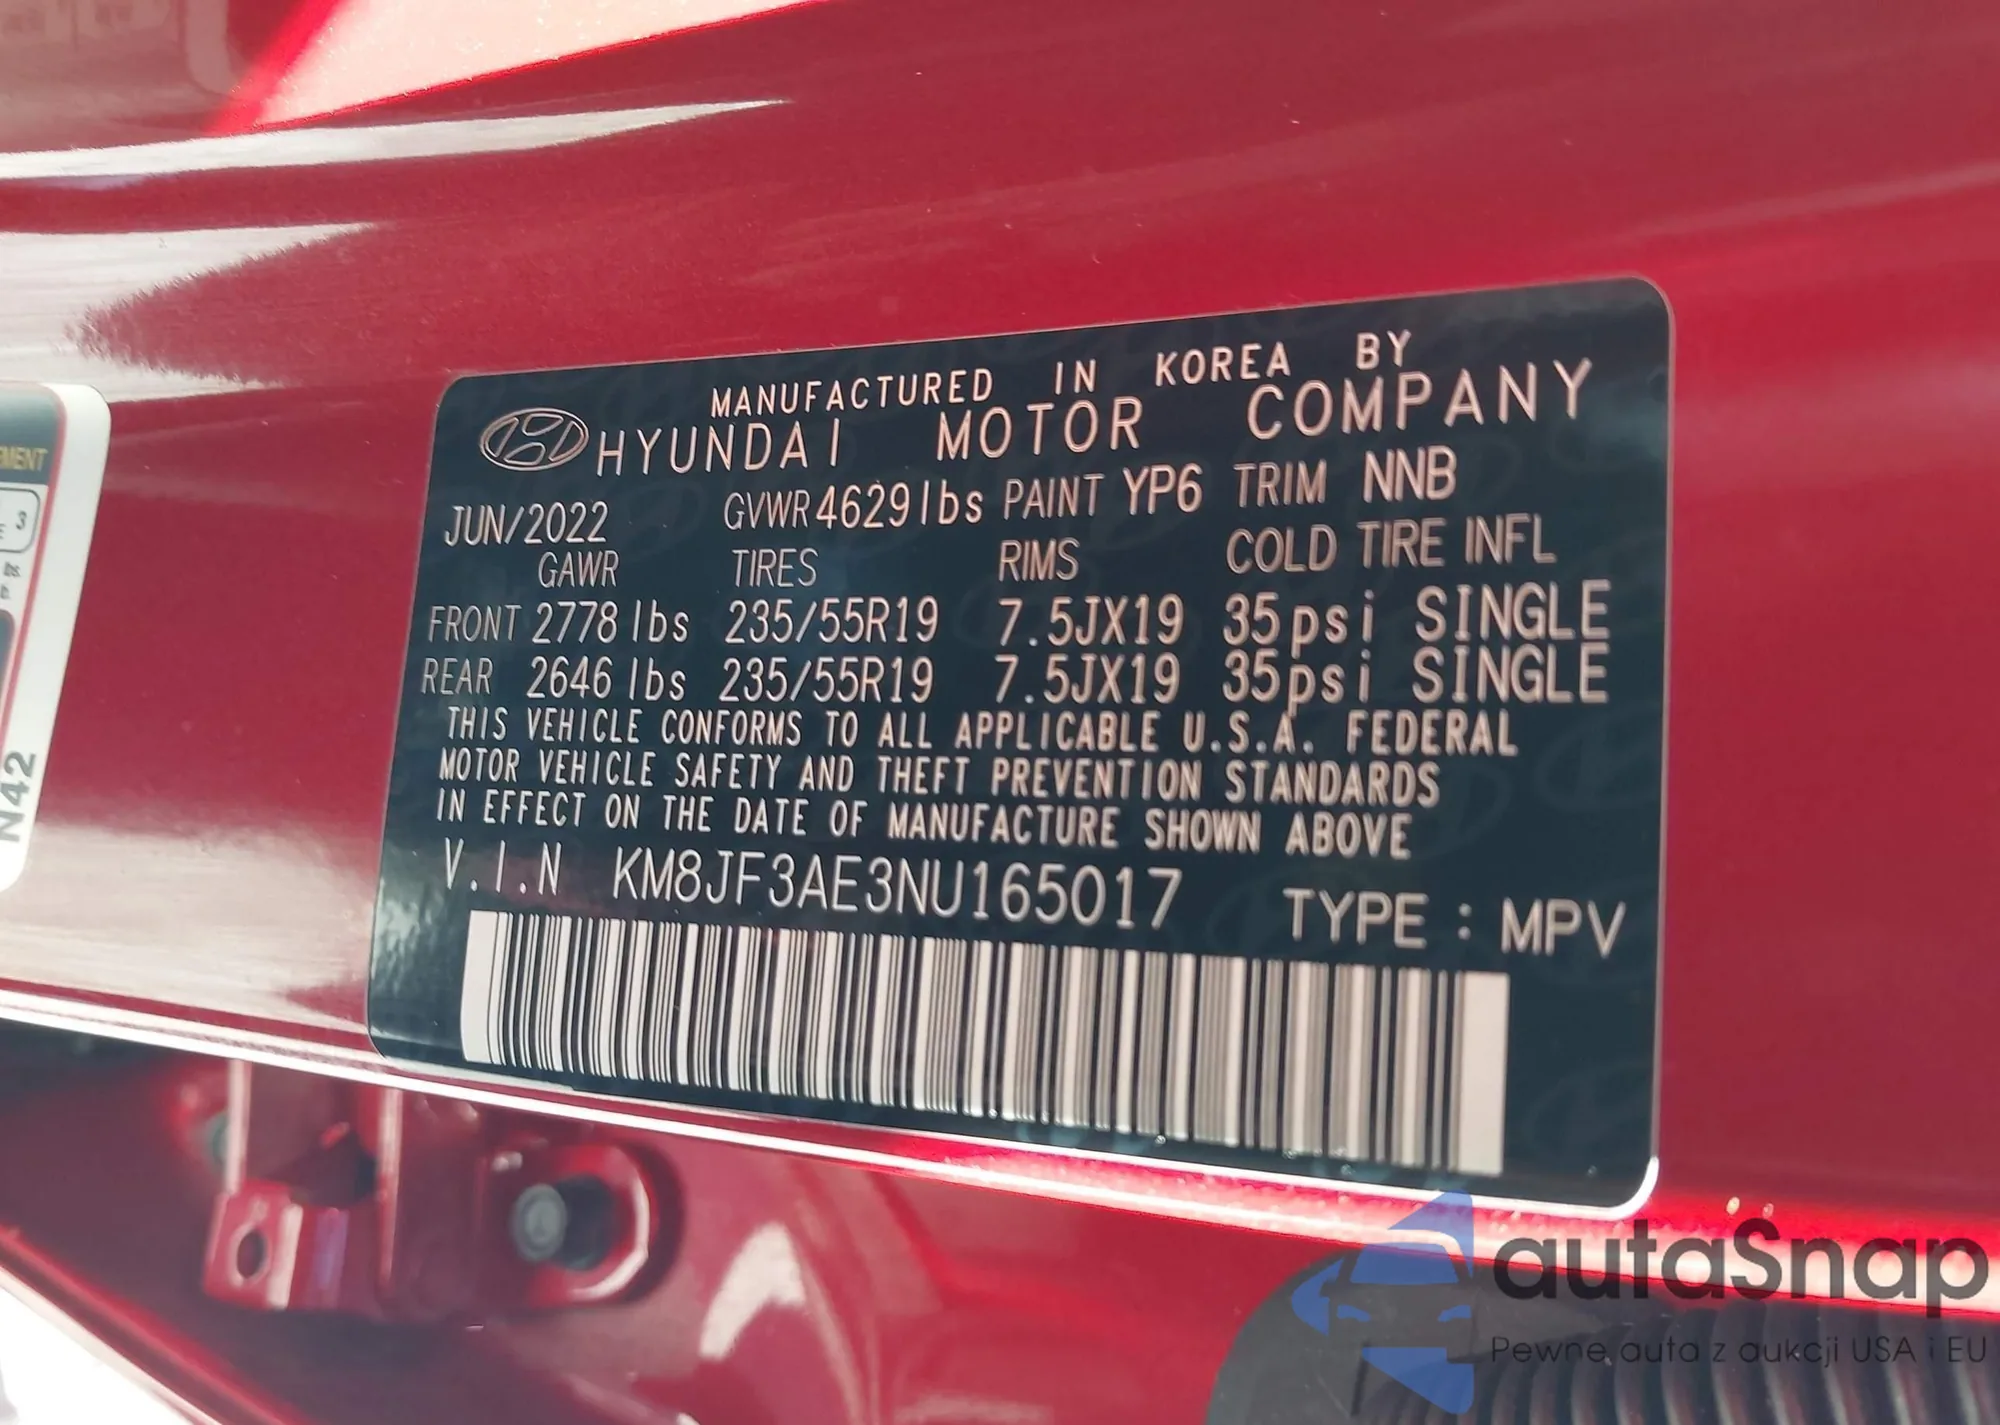 EMENT
3
lbs.
N42
MANUFACTURED IN KOREA BY
HYUNDAI MOTOR COMPANY
JUN/2022 GVWR 4629lbs PAINT YP6 TRIM NNB
GAWR TIRES RIMS COLD TIRE INFL
FRONT 2778 lbs 235/55R19 7.5JX19 35psi SINGLE
REAR 2646 lbs 235/55R19 7.5JX19 35psi SINGLE
THIS VEHICLE CONFORMS TO ALL APPLICABLE U.S.A. FEDERAL
MOTOR VEHICLE SAFETY AND THEFT PREVENTION STANDARDS
IN EFFECT ON THE DATE OF MANUFACTURE SHOWN ABOVE
V.I.N KM8JF3AE3NU165017 TYPE : MPV
autaSnap
Pewne auta z aukcji USA i EU